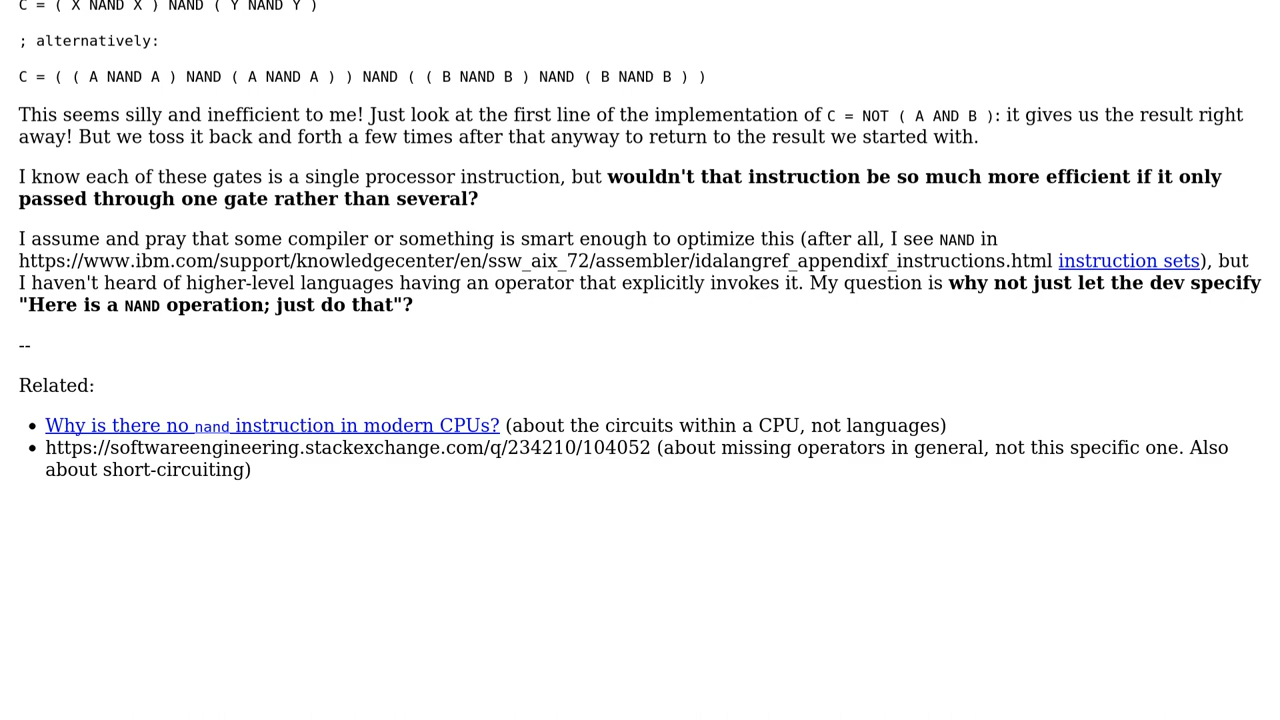 C = ( X NAND X ) NAND ( Y NAND Y )
; alternatively:
C = ( ( A NAND A ) NAND ( A NAND A ) ) NAND ( ( B NAND B ) NAND ( B NAND B ) )
This seems silly and inefficient to me! Just look at the first line of the implementation of C = NOT ( A AND B ): it gives us the result right
away! But we toss it back and forth a few times after that anyway to return to the result we started with.
I know each of these gates is a single processor instruction, but wouldn't that instruction be so much more efficient if it only
passed through one gate rather than several?
I assume and pray that some compiler or something is smart enough to optimize this (after all, I see NAND in
https://www.ibm.com/support/knowledgecenter/en/ssw_aix_72/assembler/idalangref_appendixf_instructions.html instruction sets), but
I haven't heard of higher-level languages having an operator that explicitly invokes it. My question is why not just let the dev specify
"Here is a NAND operation; just do that"?
--
Related:
• Why is there no nand instruction in modern CPUs? (about the circuits within a CPU, not languages)
• https://softwareengineering.stackexchange.com/q/234210/104052 (about missing operators in general, not this specific one. Also
about short-circuiting)